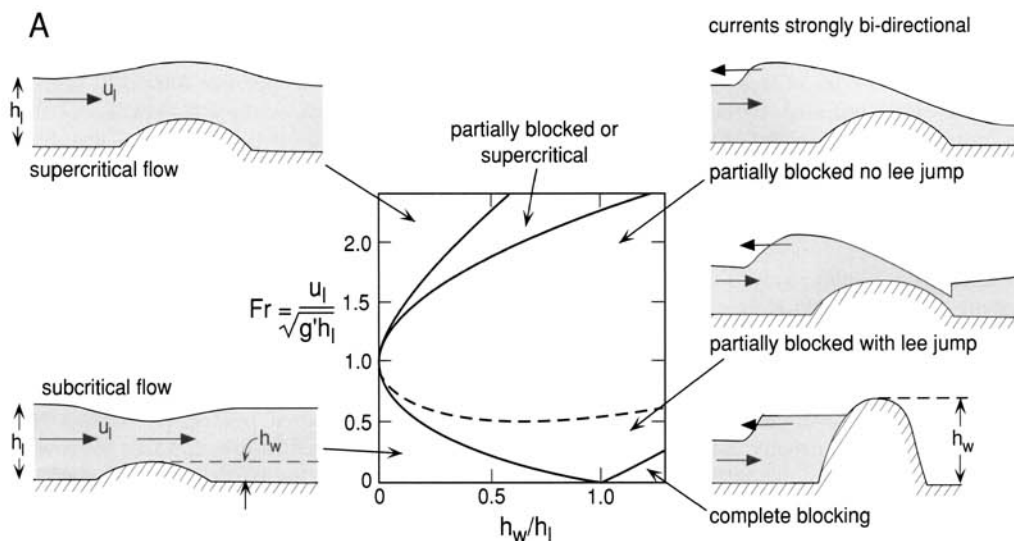 A
currents strongly bi-directional
u_l
h_l
partially blocked or
supercritical
supercritical flow
partially blocked no lee jump
2.0
1.5
Fr = u_l / √g'h_l
1.0
subcritical flow
partially blocked with lee jump
h_l
u_l
h_w
0.5
h_w
0
0
0.5
1.0
complete blocking
h_w/h_l